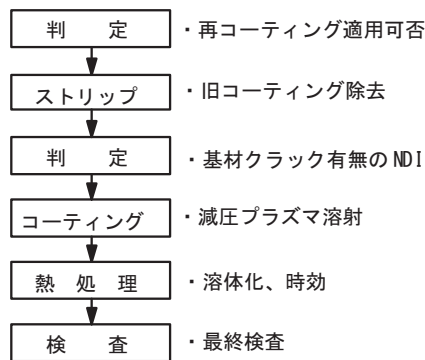 判　定　・再コーティング適用可否
ストリップ　・旧コーティング除去
判　定　・基材クラック有無のNDI
コーティング　・減圧プラズマ溶射
熱　処　理　・溶体化、時効
検　査　・最終検査